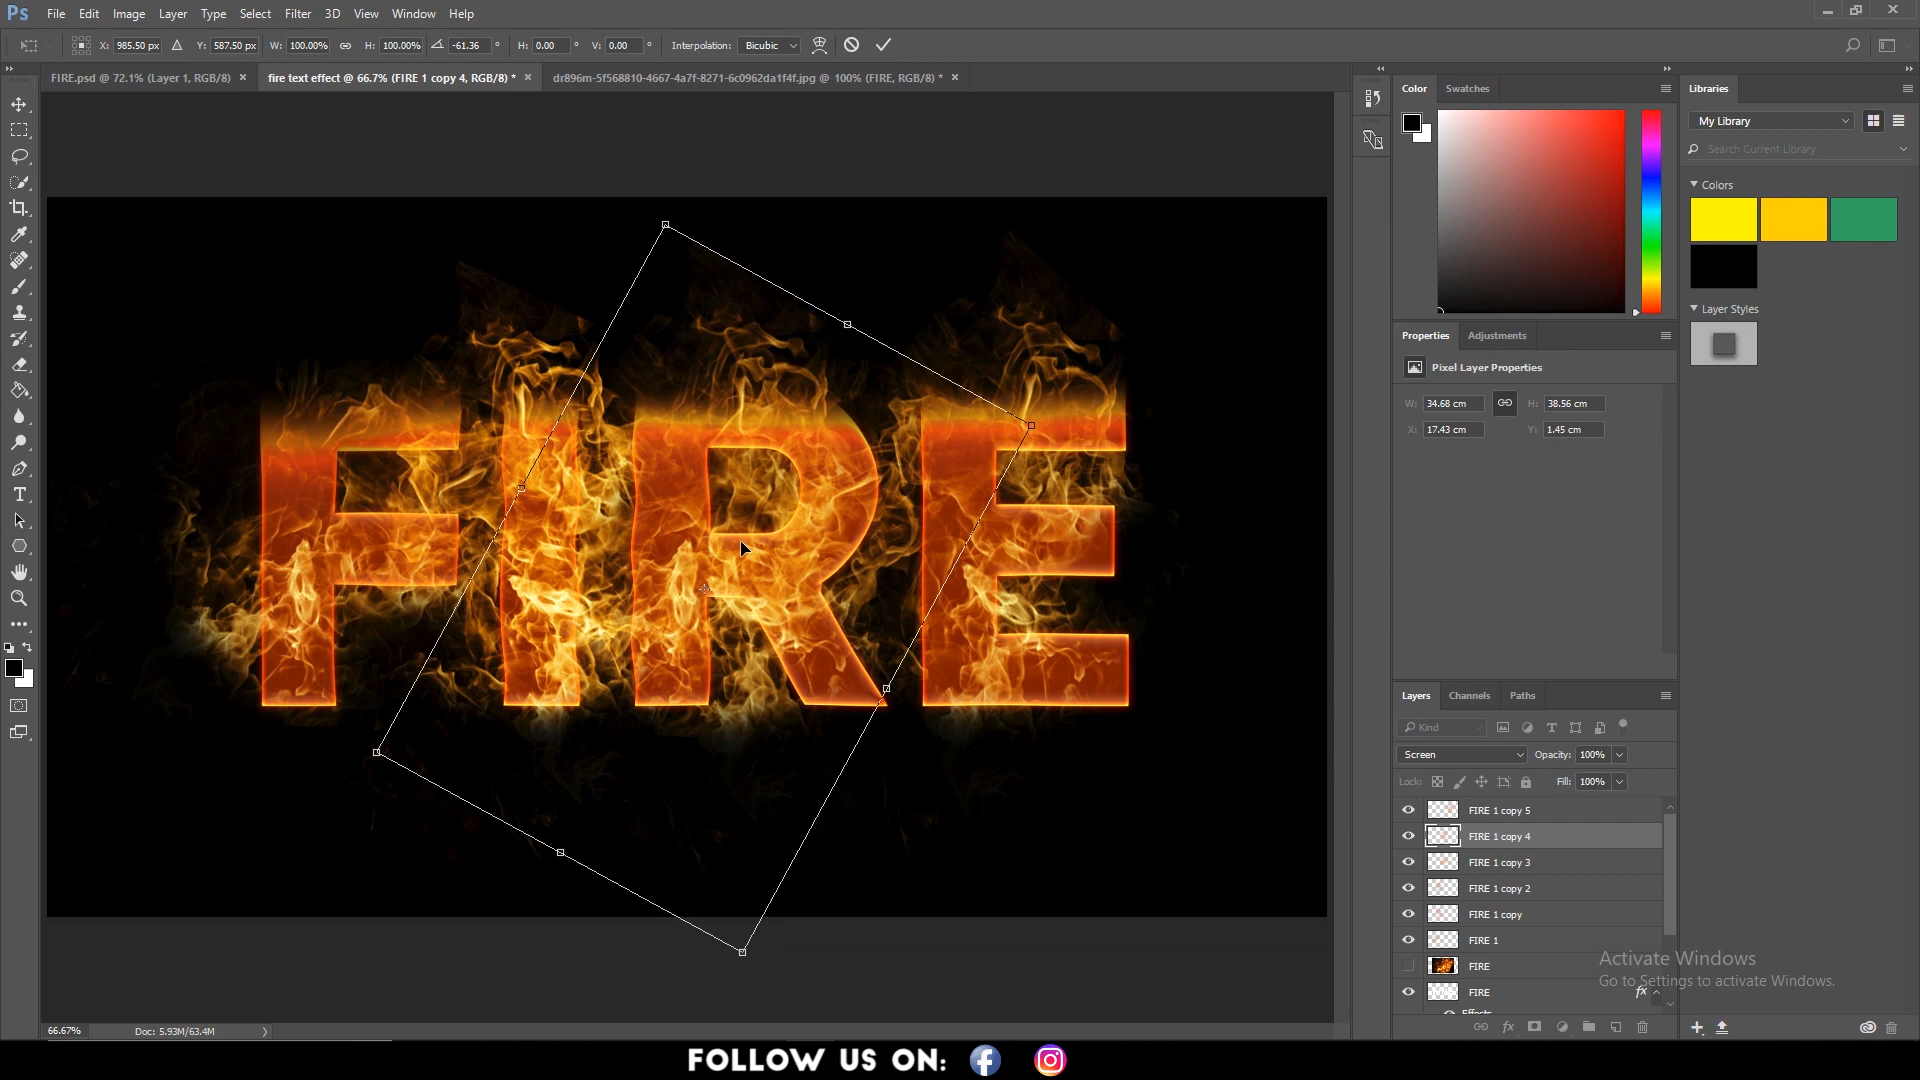 Ps File Edit Image Layer Type Select Filter 3D View Window Help
X: 985.50 px Y: 587.50 px W: 100.00% H: 100.00% -61.36 ° H: 0.00 ° V: 0.00 ° Interpolation: Bicubic
FIRE.psd @ 72.1% (Layer 1, RGB/8) × fire text effect @ 66.7% (FIRE 1 copy 4, RGB/8) * × dr896m-5f568810-4667-4a7f-8271-6c0962da1f4f.jpg @ 100% (FIRE, RGB/8) * ×
Color Swatches
Libraries
My Library
Search Current Library
Colors
Layer Styles
Properties Adjustments
Pixel Layer Properties
W: 34.68 cm H: 38.56 cm
X: 17.43 cm Y: 1.45 cm
FIRE
Layers Channels Paths
Kind
Screen Opacity: 100%
Lock: Fill: 100%
FIRE 1 copy 5
FIRE 1 copy 4
FIRE 1 copy 3
FIRE 1 copy 2
FIRE 1 copy
FIRE 1
FIRE
FIRE fx
Effects
Activate Windows
Go to Settings to activate Windows.
66.67% Doc: 5.93M/63.4M
FOLLOW US ON: